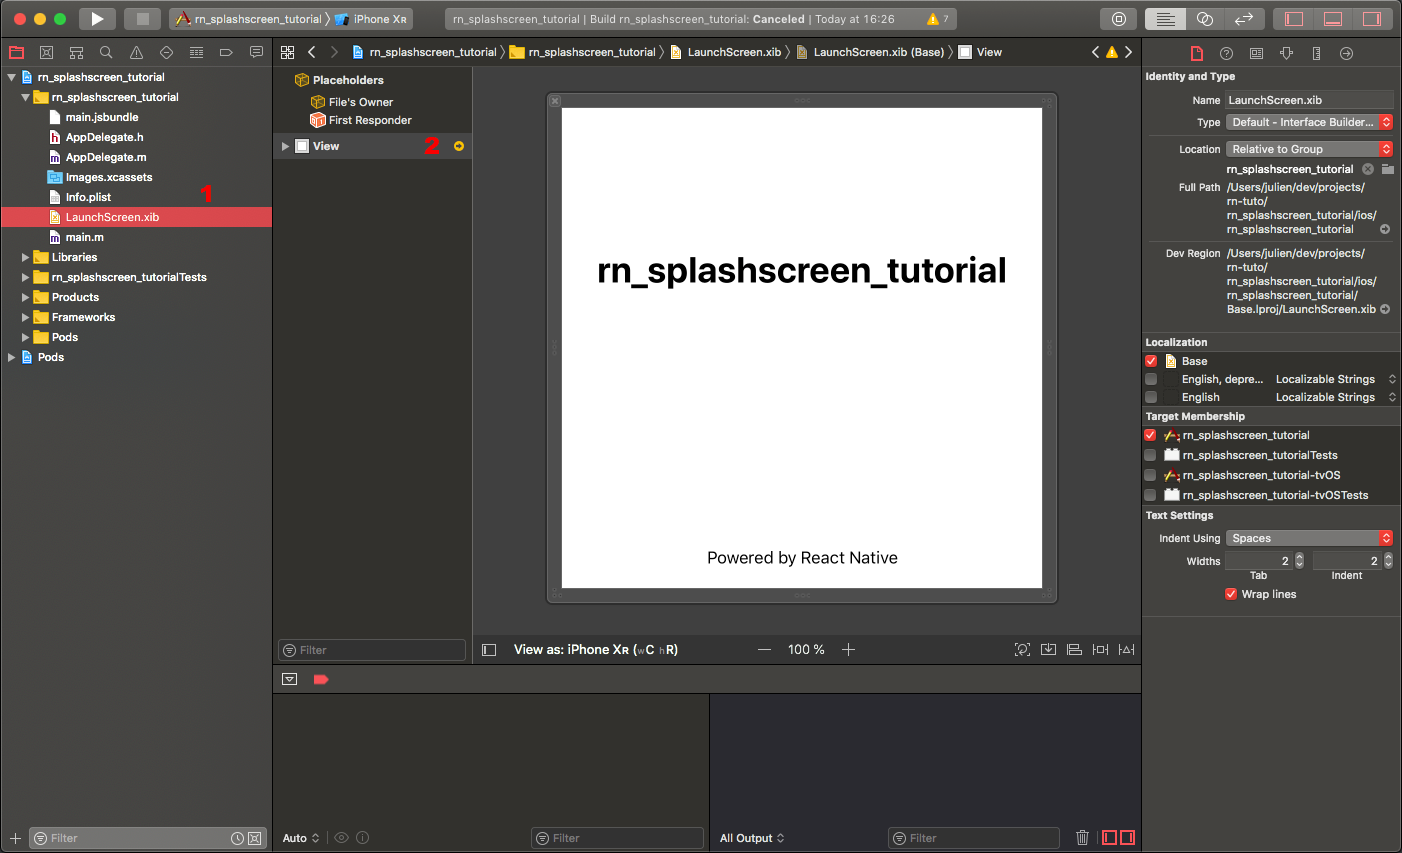 rn_splashscreen_tutorial 〉 iPhone XR
rn_splashscreen_tutorial | Build rn_splashscreen_tutorial: Canceled | Today at 16:26
7
rn_splashscreen_tutorial
rn_splashscreen_tutorial
main.jsbundle
AppDelegate.h
AppDelegate.m
Images.xcassets
Info.plist
1
LaunchScreen.xib
main.m
Libraries
rn_splashscreen_tutorialTests
Products
Frameworks
Pods
Pods
Filter
rn_splashscreen_tutorial 〉 rn_splashscreen_tutorial 〉 LaunchScreen.xib 〉 LaunchScreen.xib (Base) 〉 View
Placeholders
File's Owner
First Responder
View
2
Filter
rn_splashscreen_tutorial
Powered by React Native
View as: iPhone XR (wC hR)
100 %
Auto
Filter
All Output
Filter
Identity and Type
Name LaunchScreen.xib
Type Default - Interface Builder...
Location Relative to Group
rn_splashscreen_tutorial
Full Path /Users/julien/dev/projects/
rn-tuto/
rn_splashscreen_tutorial/ios/
rn_splashscreen_tutorial
Dev Region /Users/julien/dev/projects/
rn-tuto/
rn_splashscreen_tutorial/ios/
rn_splashscreen_tutorial/
Base.lproj/LaunchScreen.xib
Localization
Base
English, depre... Localizable Strings
English Localizable Strings
Target Membership
rn_splashscreen_tutorial
rn_splashscreen_tutorialTests
rn_splashscreen_tutorial-tvOS
rn_splashscreen_tutorial-tvOSTests
Text Settings
Indent Using Spaces
Widths 2 2
Tab Indent
Wrap lines